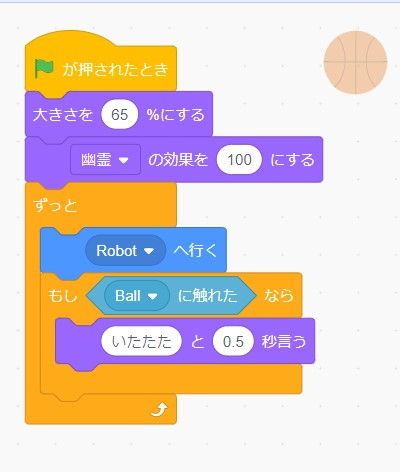 が押されたとき
大きさを 65 %にする
幽霊 の効果を 100 にする
ずっと
Robot へ行く
もし Ball に触れた なら
いたたた と 0.5 秒言う